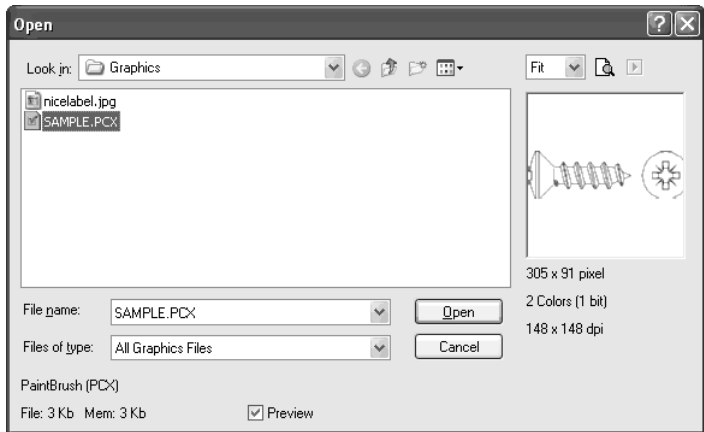 Open
Look in: Graphics
Fit
nicelabel.jpg
SAMPLE.PCX
305 x 91 pixel
2 Colors (1 bit)
148 x 148 dpi
File name: SAMPLE.PCX Open
Files of type: All Graphics Files Cancel
PaintBrush (PCX)
File: 3 Kb Mem: 3 Kb Preview